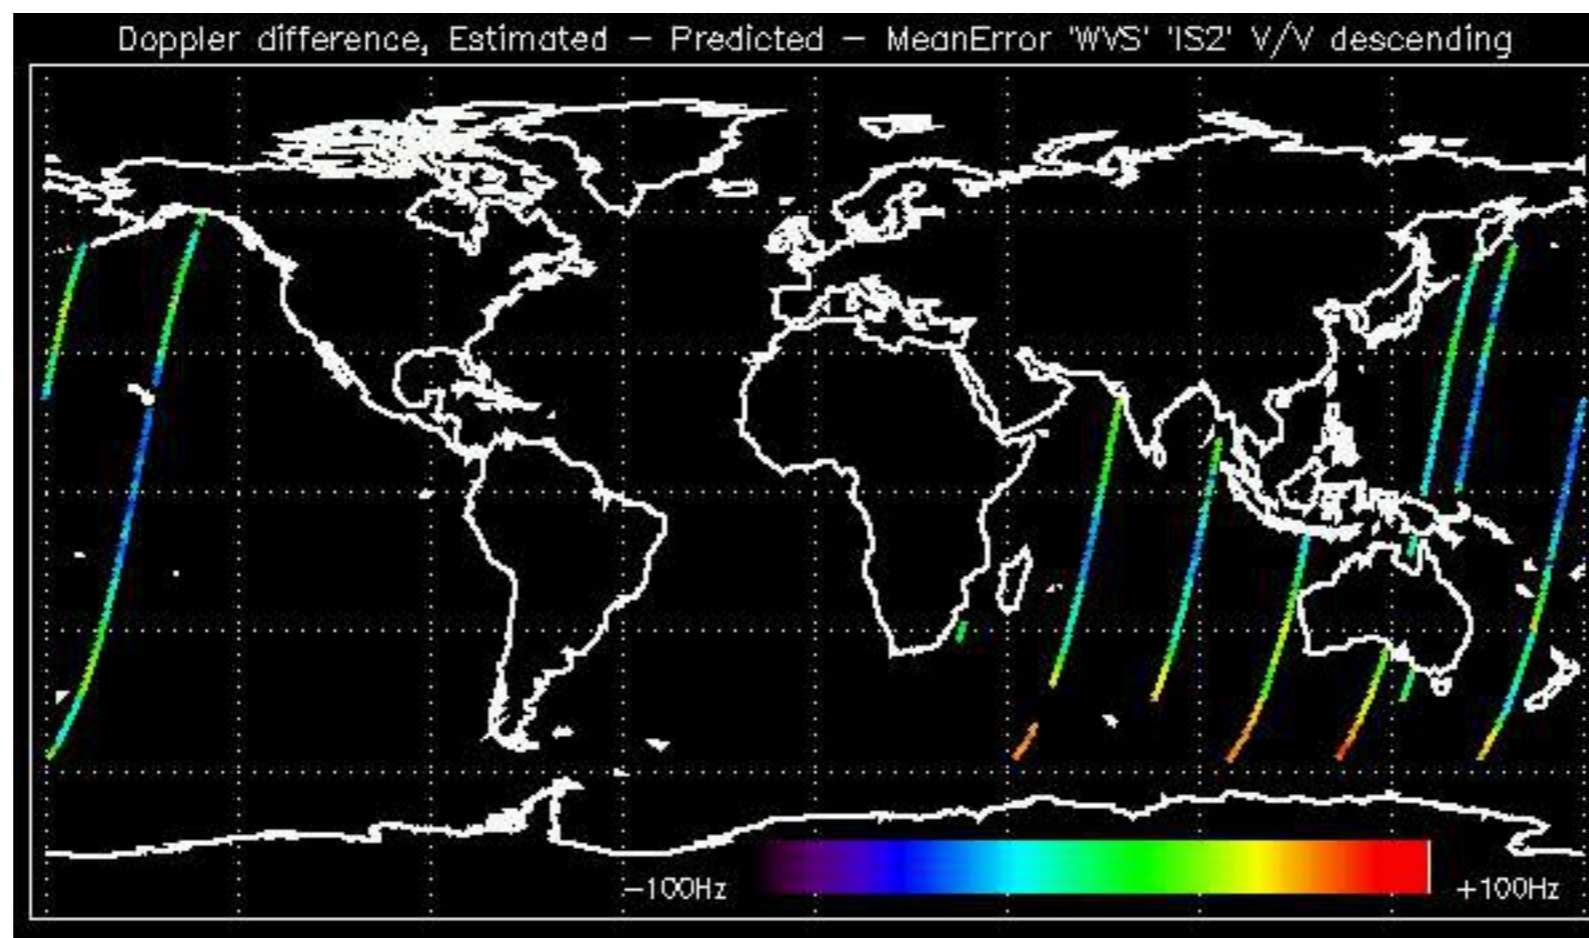 Doppler difference, Estimated - Predicted - MeanError 'WVS' 'IS2' V/V descending
-100Hz
+100Hz